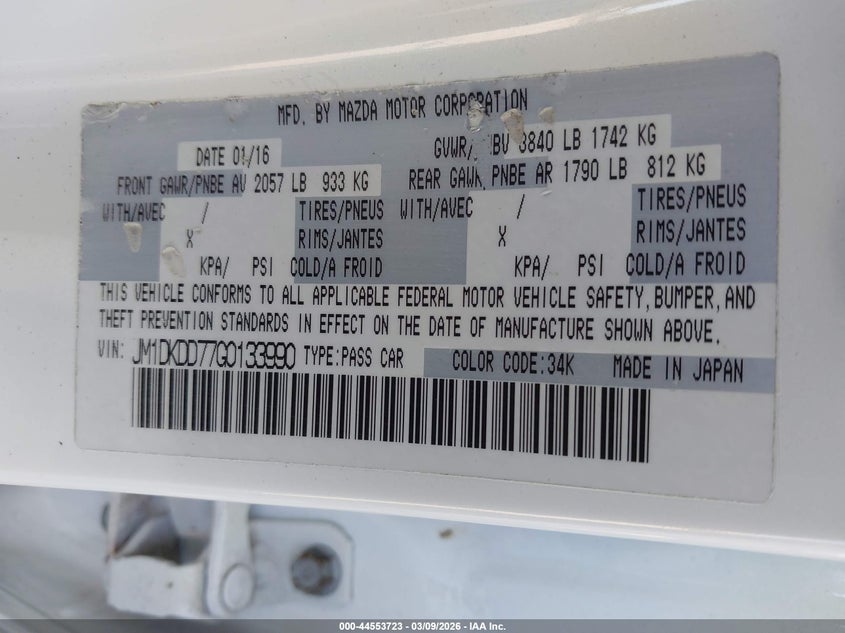 MFD. BY MAZDA MOTOR CORPORATION
DATE 01/16 GVWR/ BV 3840 LB 1742 KG
FRONT GAWR/PNBE AV 2057 LB 933 KG REAR GAWR PNBE AR 1790 LB 812 KG
WITH/AVEC / TIRES/PNEUS WITH/AVEC / TIRES/PNEUS
X RIMS/JANTES X RIMS/JANTES
KPA/ PSI COLD/A FROID KPA/ PSI COLD/A FROID
THIS VEHICLE CONFORMS TO ALL APPLICABLE FEDERAL MOTOR VEHICLE SAFETY, BUMPER, AND
THEFT PREVENTION STANDARDS IN EFFECT ON THE DATE OF MANUFACTURE SHOWN ABOVE.
VIN: JM1DKDD77G0133990 TYPE:PASS CAR COLOR CODE:34K MADE IN JAPAN
000-44553723 — 03/09/2026 — IAA Inc.